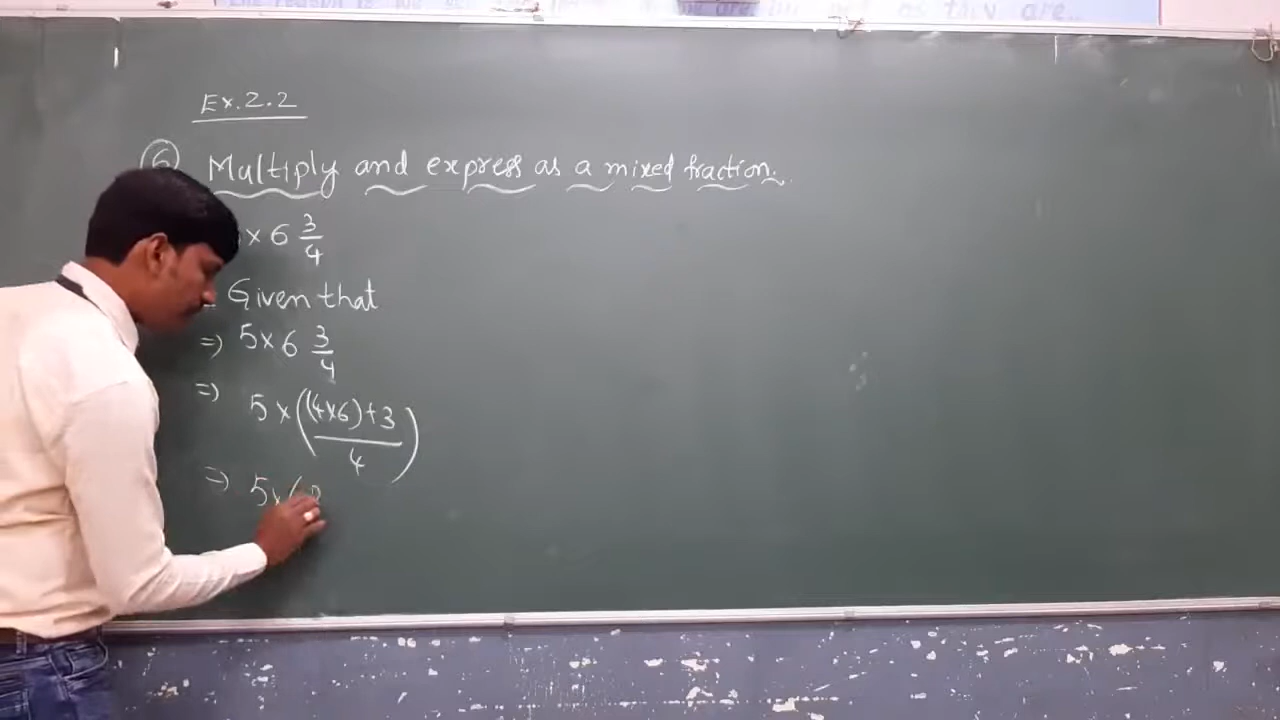 Ex.2.2
6 Multiply and express as a mixed fraction.
× 6 3/4
Given that
⇒ 5×6 3/4
⇒ 5×(((4×6)+3)/4)
⇒ 5×(